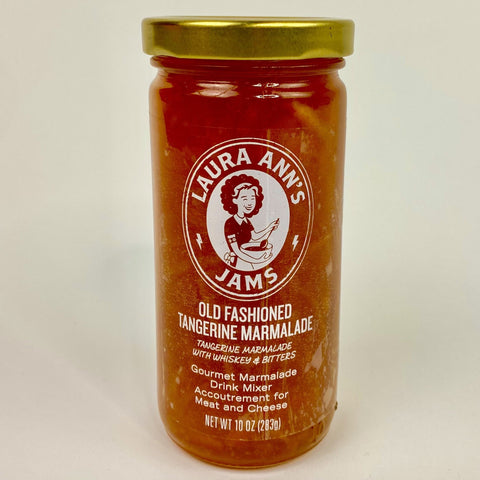 LAURA ANN'S
JAMS
OLD FASHIONED
TANGERINE MARMALADE
TANGERINE MARMALADE
WITH WHISKEY & BITTERS
Gourmet Marmalade
Drink Mixer
Accoutrement for
Meat and Cheese
NET WT 10 OZ (283g)